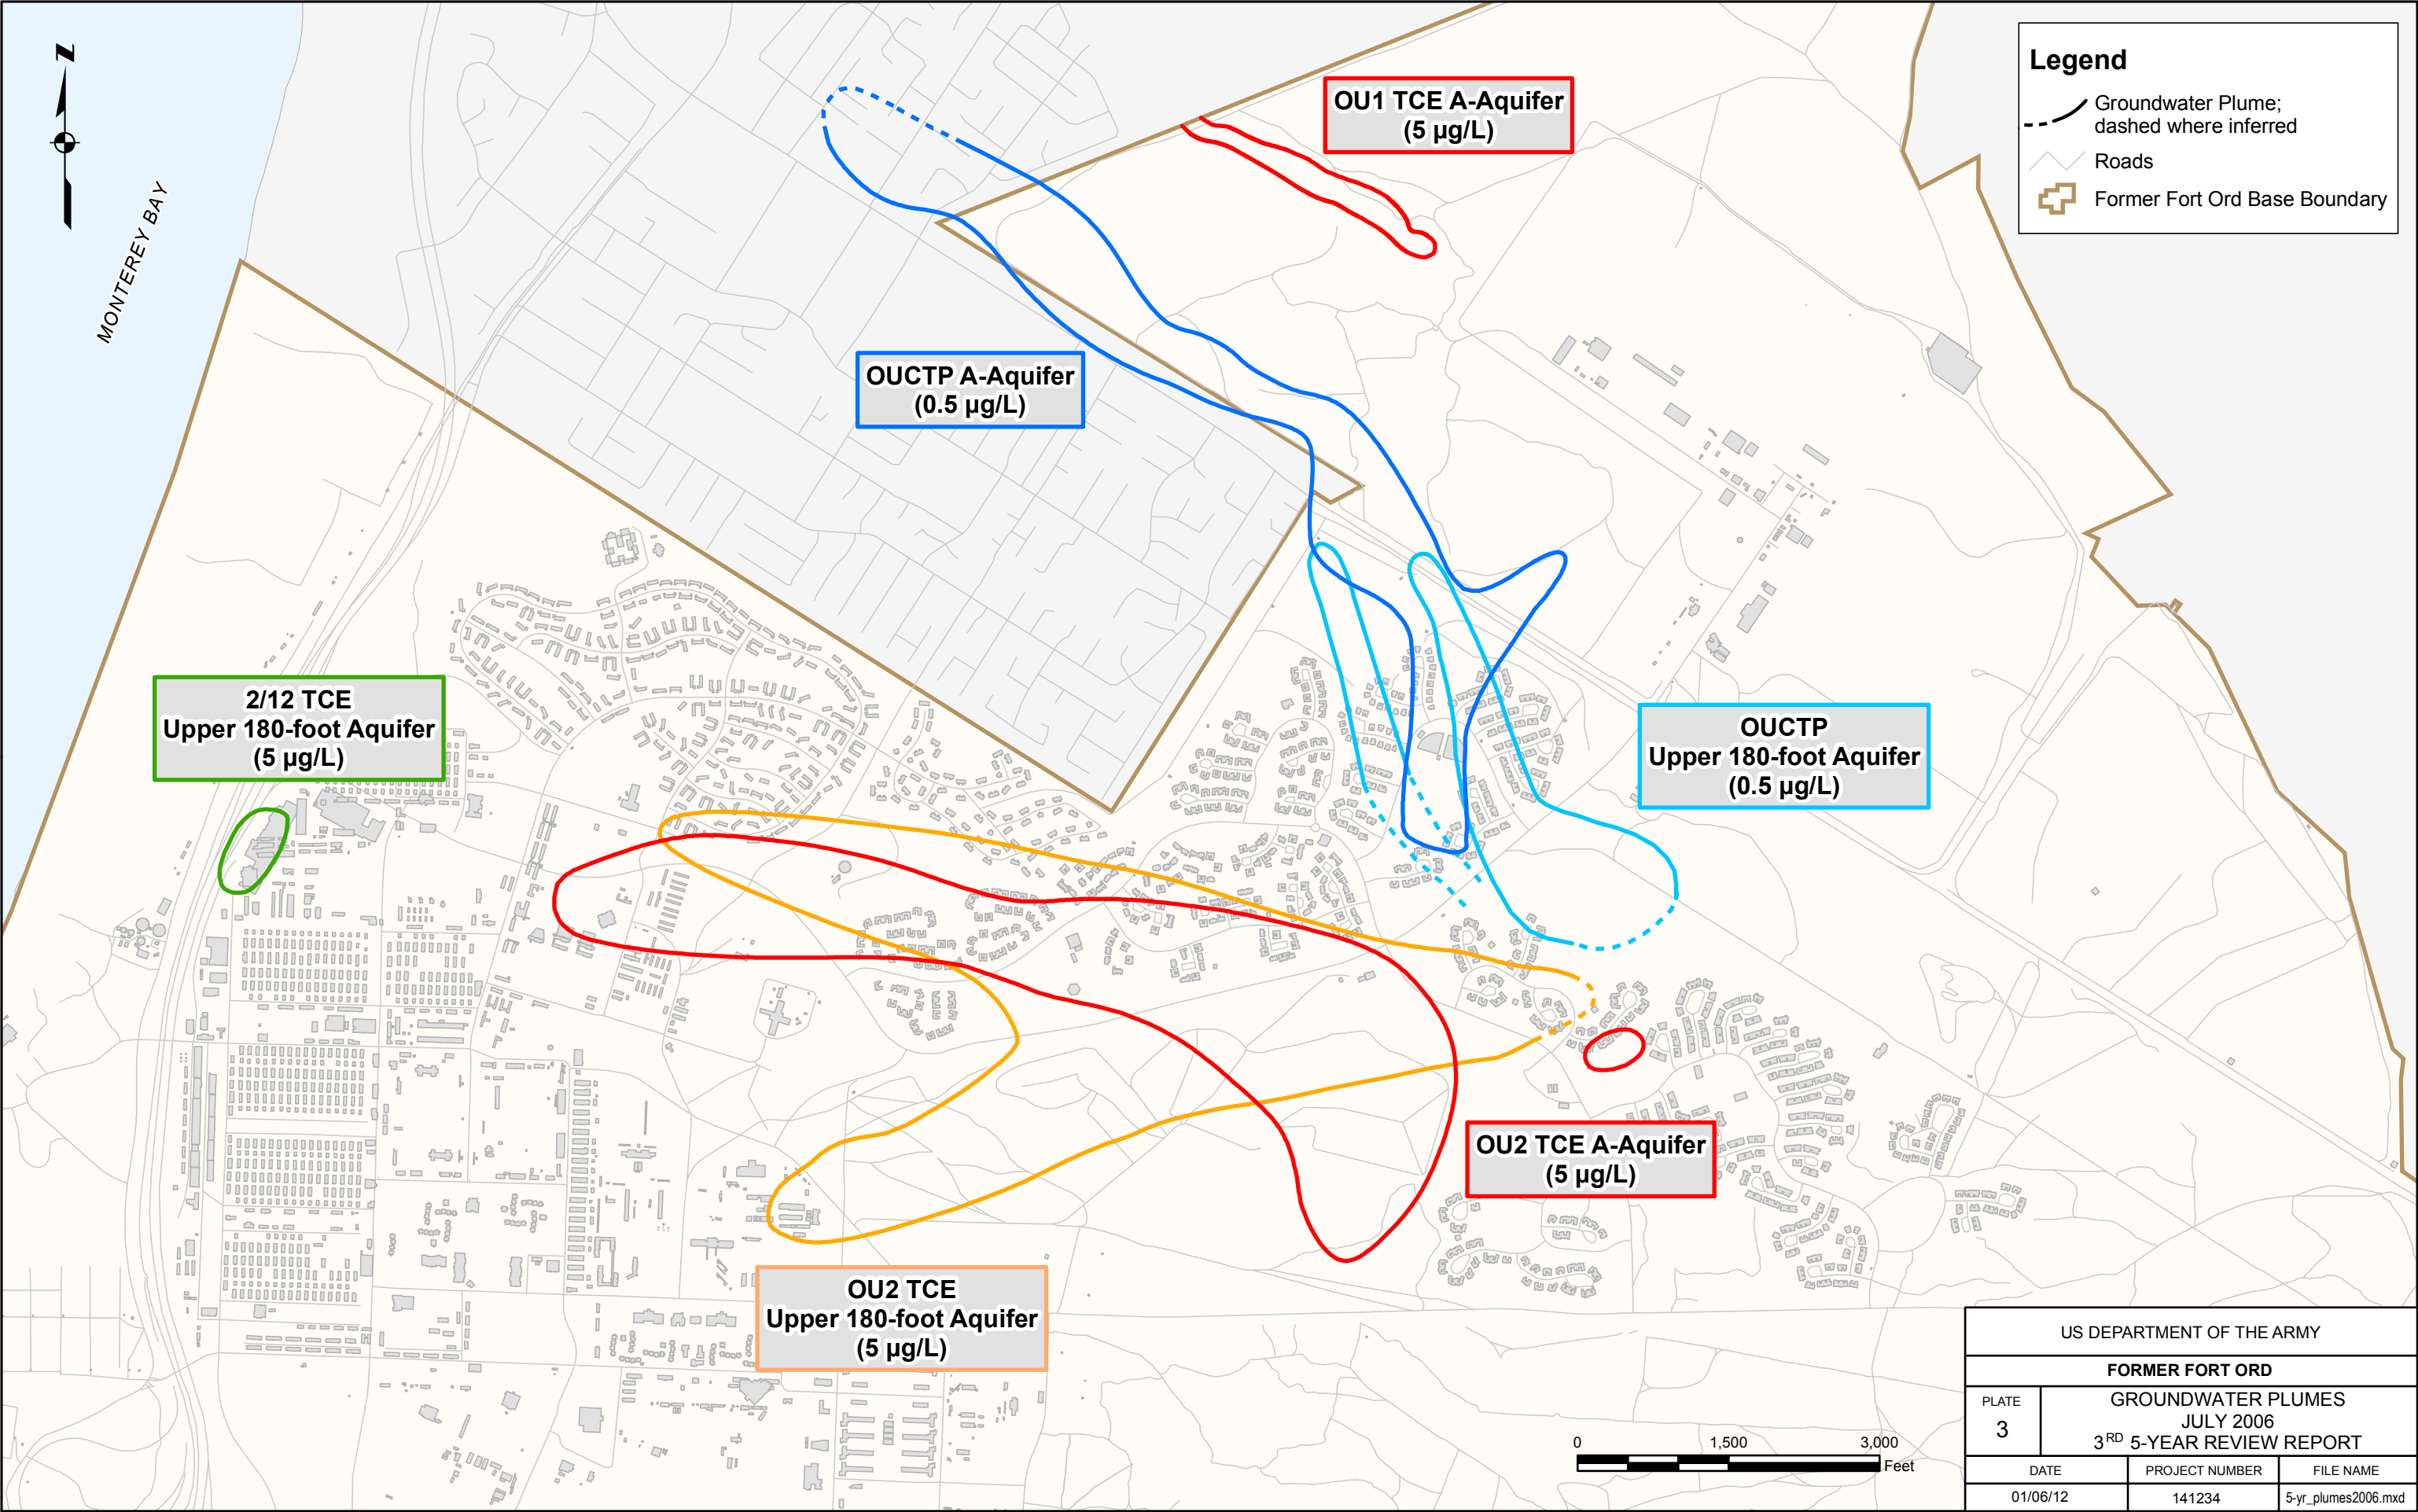 N
MONTEREY BAY
OU1 TCE A-Aquifer
(5 µg/L)
Legend
Groundwater Plume;
dashed where inferred
Roads
Former Fort Ord Base Boundary
OUCTP A-Aquifer
(0.5 µg/L)
2/12 TCE
Upper 180-foot Aquifer
(5 µg/L)
OUCTP
Upper 180-foot Aquifer
(0.5 µg/L)
OU2 TCE A-Aquifer
(5 µg/L)
OU2 TCE
Upper 180-foot Aquifer
(5 µg/L)
0 1,500 3,000
Feet
US DEPARTMENT OF THE ARMY
FORMER FORT ORD
PLATE
3
GROUNDWATER PLUMES
JULY 2006
3RD 5-YEAR REVIEW REPORT
DATE PROJECT NUMBER FILE NAME
01/06/12 141234 5-yr_plumes2006.mxd